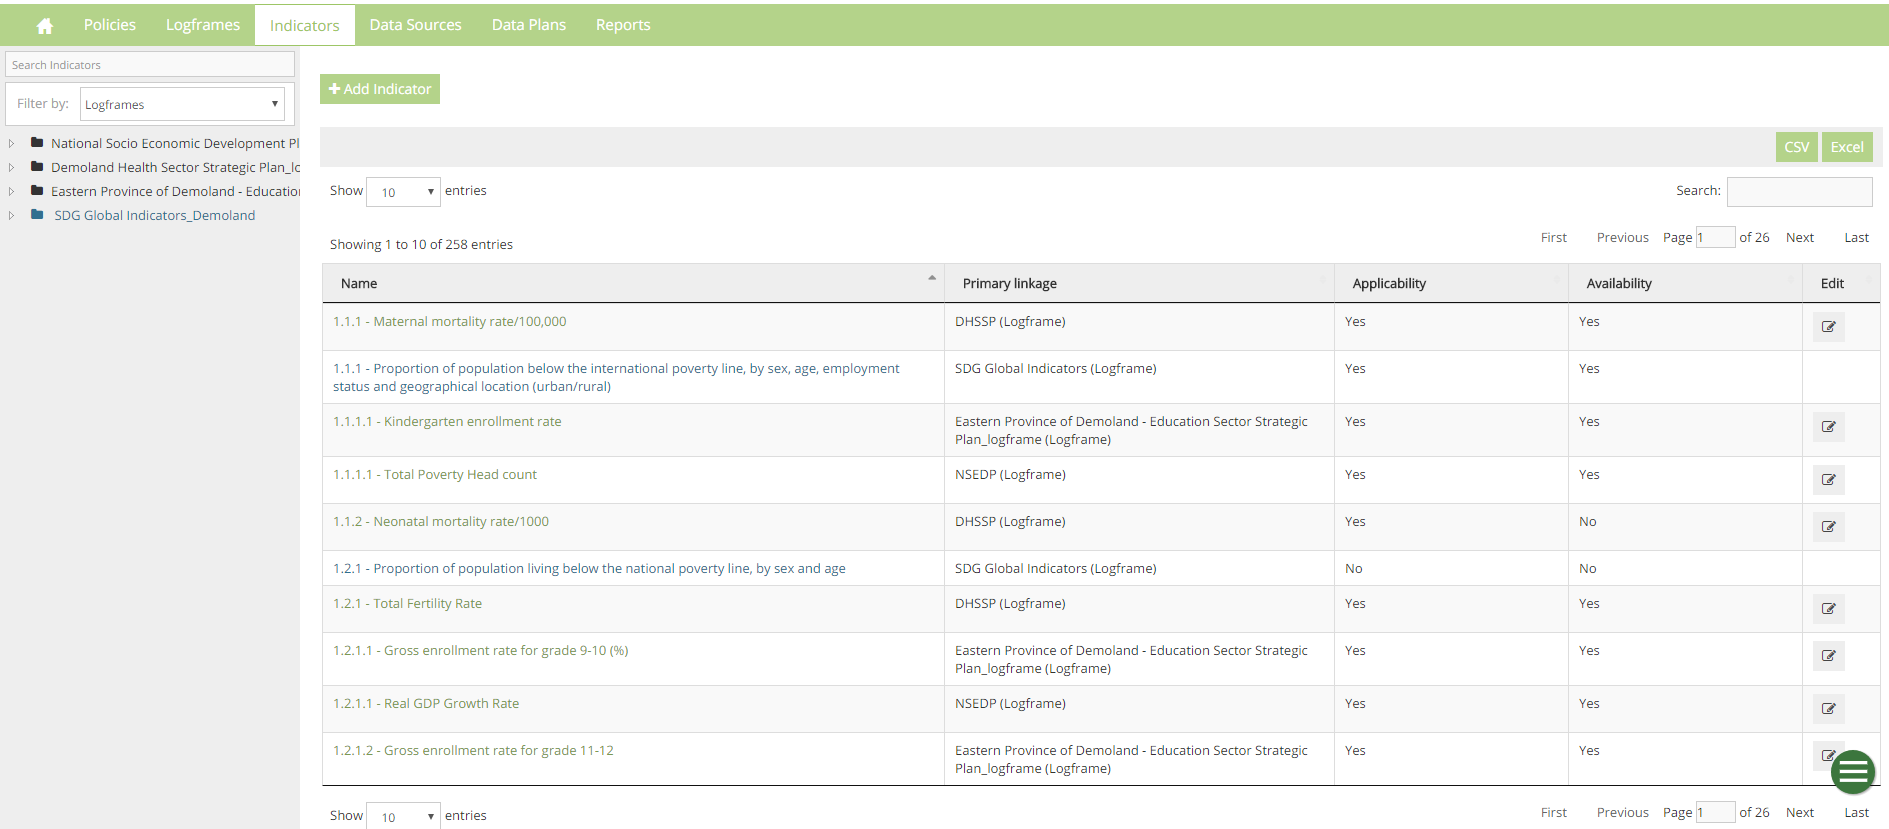 Policies Logframes Indicators Data Sources Data Plans Reports
Search Indicators
Filter by: Logframes
National Socio Economic Development Pl
Demoland Health Sector Strategic Plan_lo
Eastern Province of Demoland - Education
SDG Global Indicators_Demoland
Add Indicator
CSV Excel
Show 10 entries Search:
Showing 1 to 10 of 258 entries First Previous Page 1 of 26 Next Last
Name Primary linkage Applicability Availability Edit
1.1.1 - Maternal mortality rate/100,000 DHSSP (Logframe) Yes Yes
1.1.1 - Proportion of population below the international poverty line, by sex, age, employment
status and geographical location (urban/rural) SDG Global Indicators (Logframe) Yes Yes
1.1.1.1 - Kindergarten enrollment rate Eastern Province of Demoland - Education Sector Strategic
Plan_logframe (Logframe) Yes Yes
1.1.1.1 - Total Poverty Head count NSEDP (Logframe) Yes Yes
1.1.2 - Neonatal mortality rate/1000 DHSSP (Logframe) Yes No
1.2.1 - Proportion of population living below the national poverty line, by sex and age SDG Global Indicators (Logframe) No No
1.2.1 - Total Fertility Rate DHSSP (Logframe) Yes Yes
1.2.1.1 - Gross enrollment rate for grade 9-10 (%) Eastern Province of Demoland - Education Sector Strategic
Plan_logframe (Logframe) Yes Yes
1.2.1.1 - Real GDP Growth Rate NSEDP (Logframe) Yes Yes
1.2.1.2 - Gross enrollment rate for grade 11-12 Eastern Province of Demoland - Education Sector Strategic
Plan_logframe (Logframe) Yes Yes
Show 10 entries First Previous Page 1 of 26 Next Last